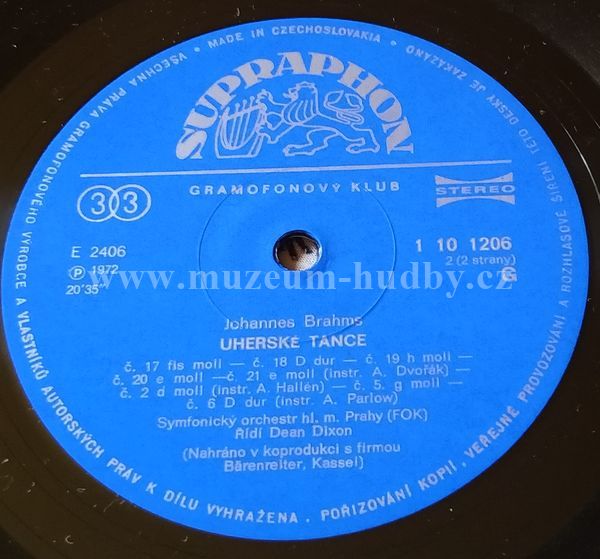 VŠECHNA PRÁVA GRAMOFONOVÉHO VÝROBCE A VLASTNÍKŮ AUTORSKÝCH PRÁV K DÍLU VYHRAŽENA. POŘIZOVÁNÍ KOPIÍ, VEŘEJNÉ PROVOZOVÁNÍ A ROZHLASOVÉ ŠÍŘENÍ TÉTO DESKY JE ZAKÁZÁNO • MADE IN CZECHOSLOVAKIA •
SUPRAPHON
GRAMOFONOVÝ KLUB
33
STEREO
E 2406
1 10 1206
Ⓟ 1972
2 (2 strany)
20'35"
G
www.muzeum-hudby.cz
Johannes Brahms
UHERSKÉ TANCE
č. 17 fis moll — č. 18 D dur — č. 19 h moll —
č. 20 e moll —č. 21 e moll (instr. A. Dvořák) —
č. 2 d moll (instr. A. Hallén) — č. 5. g moll —
č. 6 D dur (instr. A. Parlow)
Symfonický orchestr hl. m. Prahy (FOK)
Řídí Dean Dixon
(Nahráno v koprodukci s firmou
Bärenreiter, Kassel)